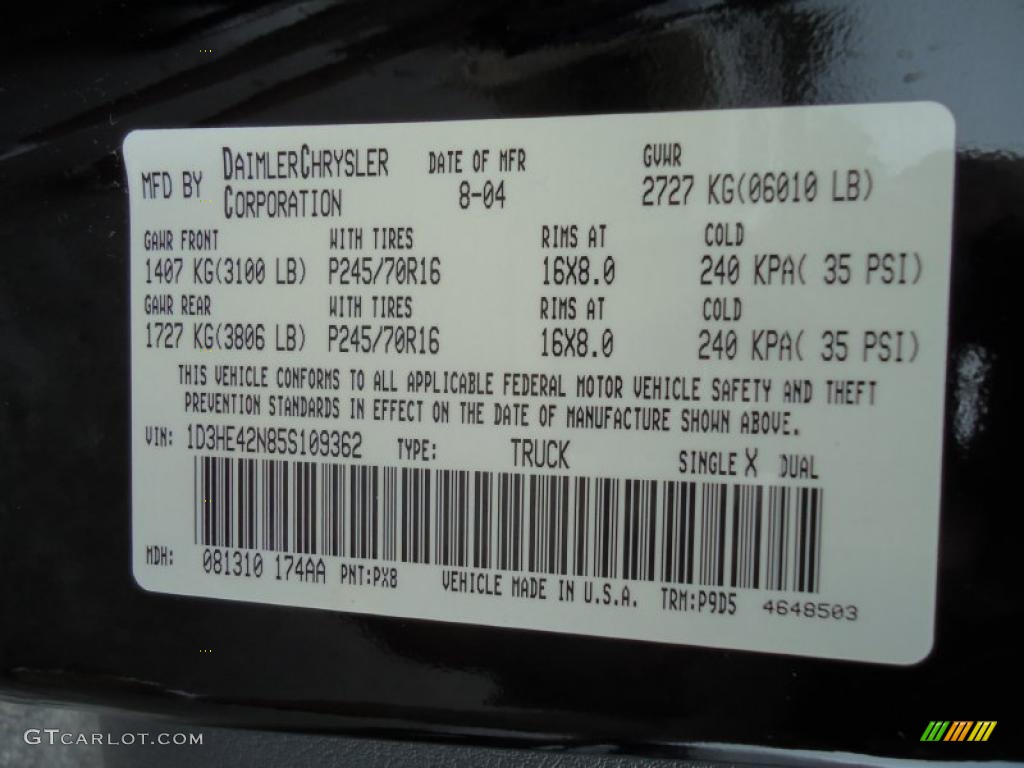 MFD BY DAIMLERCHRYSLER CORPORATION DATE OF MFR 8-04 GVWR 2727 KG(06010 LB)
GAWR FRONT WITH TIRES RIMS AT COLD
1407 KG(3100 LB) P245/70R16 16X8.0 240 KPA( 35 PSI)
GAWR REAR WITH TIRES RIMS AT COLD
1727 KG(3806 LB) P245/70R16 16X8.0 240 KPA( 35 PSI)
THIS VEHICLE CONFORMS TO ALL APPLICABLE FEDERAL MOTOR VEHICLE SAFETY AND THEFT
PREVENTION STANDARDS IN EFFECT ON THE DATE OF MANUFACTURE SHOWN ABOVE.
VIN: 1D3HE42N85S109362 TYPE: TRUCK SINGLE X DUAL
MDH: 081310 174AA PNT:PX8 VEHICLE MADE IN U.S.A. TRM:P9D5 4648503
GTCARLOT.COM